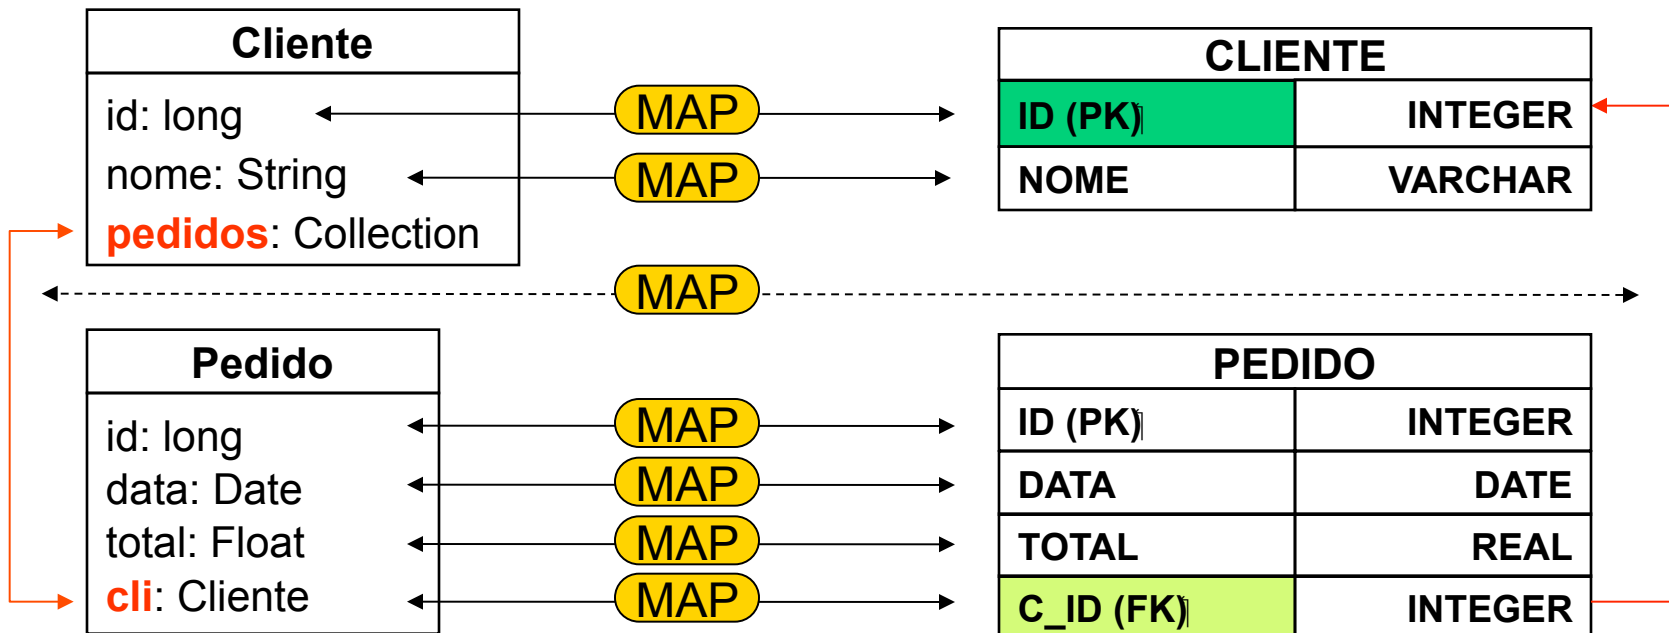 Cliente
id: long
nome: String
pedidos: Collection
MAP
MAP
CLIENTE
ID (PK) INTEGER
NOME VARCHAR
MAP
Pedido
id: long
data: Date
total: Float
cli: Cliente
MAP
MAP
MAP
MAP
PEDIDO
ID (PK) INTEGER
DATA DATE
TOTAL REAL
C_ID (FK) INTEGER